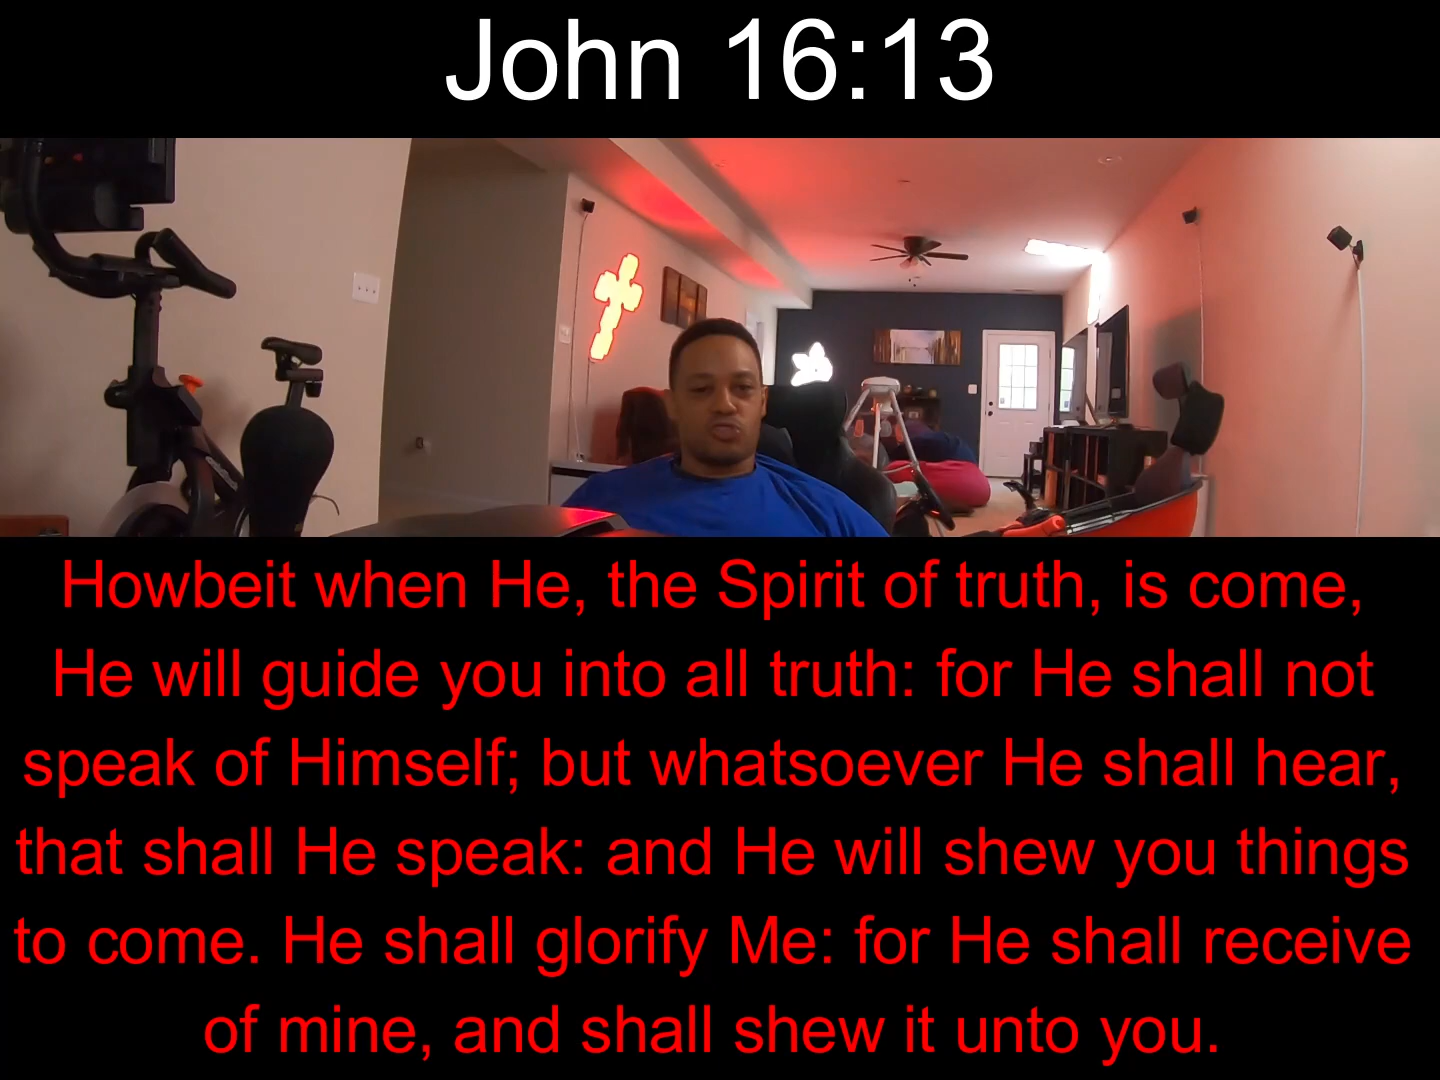 John 16:13
Howbeit when He, the Spirit of truth, is come,
He will guide you into all truth: for He shall not
speak of Himself; but whatsoever He shall hear,
that shall He speak: and He will shew you things
to come. He shall glorify Me: for He shall receive
of mine, and shall shew it unto you.